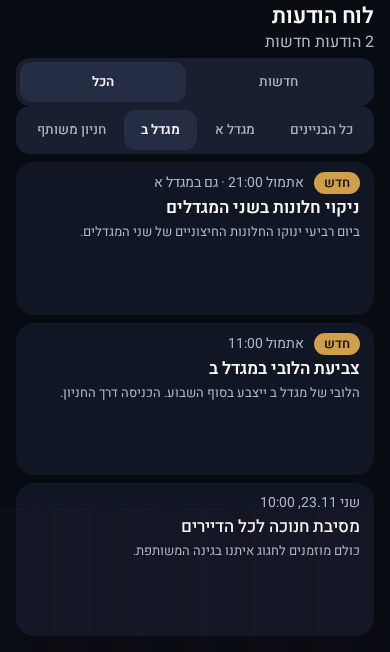 לוח הודעות
2 הודעות חדשות
חדשות
הכל
כל הבניינים
מגדל א
מגדל ב
חניון משותף
חדש אתמול 21:00 · גם במגדל א
ניקוי חלונות בשני המגדלים
ביום רביעי ינוקו החלונות החיצוניים של שני המגדלים.
חדש אתמול 11:00
צביעת הלובי במגדל ב
הלובי של מגדל ב ייצבע בסוף השבוע. הכניסה דרך החניון.
שני 23.11, 10:00
מסיבת חנוכה לכל הדיירים
כולם מוזמנים לחגוג איתנו בגינה המשותפת.